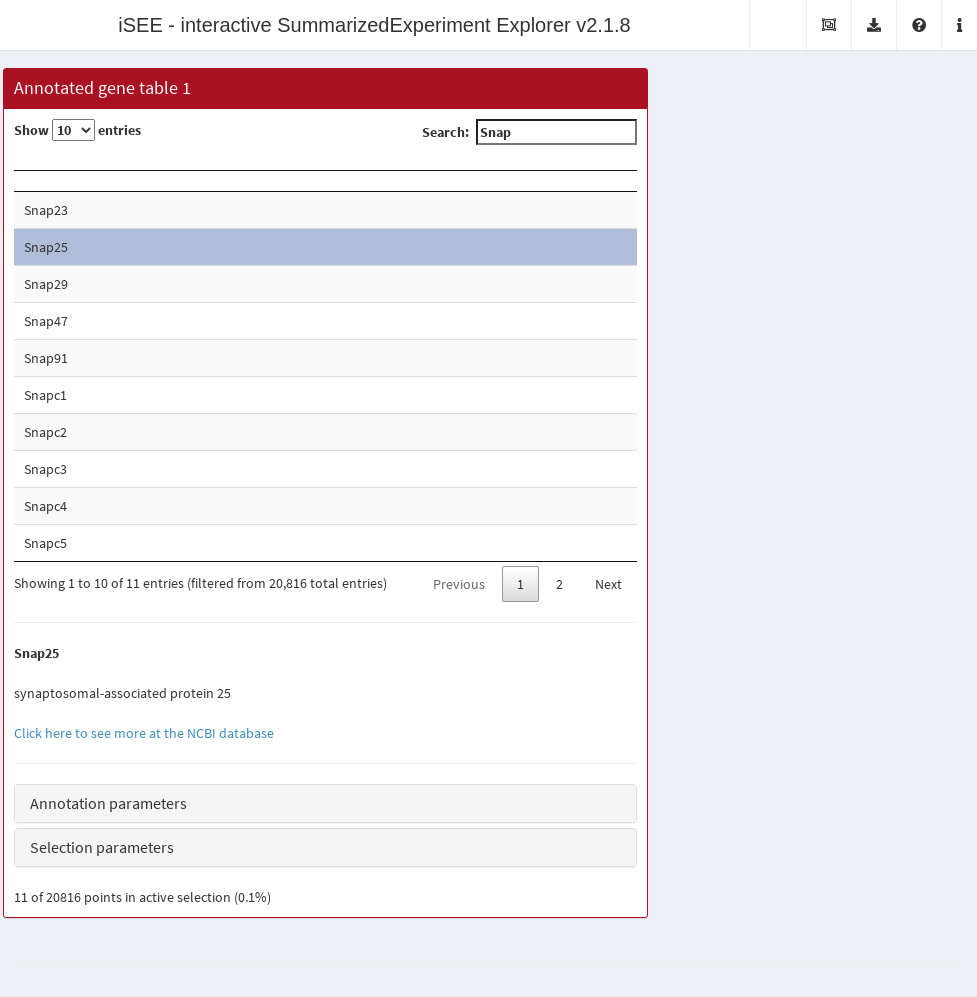 iSEE - interactive SummarizedExperiment Explorer v2.1.8
Annotated gene table 1
Show 10 entries
Search: Snap
Snap23
Snap25
Snap29
Snap47
Snap91
Snapc1
Snapc2
Snapc3
Snapc4
Snapc5
Showing 1 to 10 of 11 entries (filtered from 20,816 total entries)
Previous 1 2 Next
Snap25
synaptosomal-associated protein 25
Click here to see more at the NCBI database
Annotation parameters
Selection parameters
11 of 20816 points in active selection (0.1%)